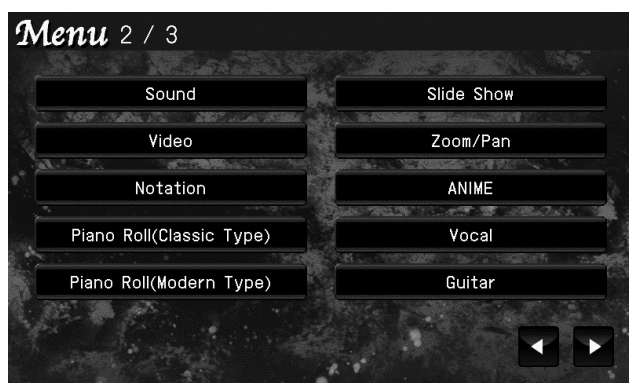 Menu 2 / 3
Sound
Slide Show
Video
Zoom/Pan
Notation
ANIME
Piano Roll(Classic Type)
Vocal
Piano Roll(Modern Type)
Guitar